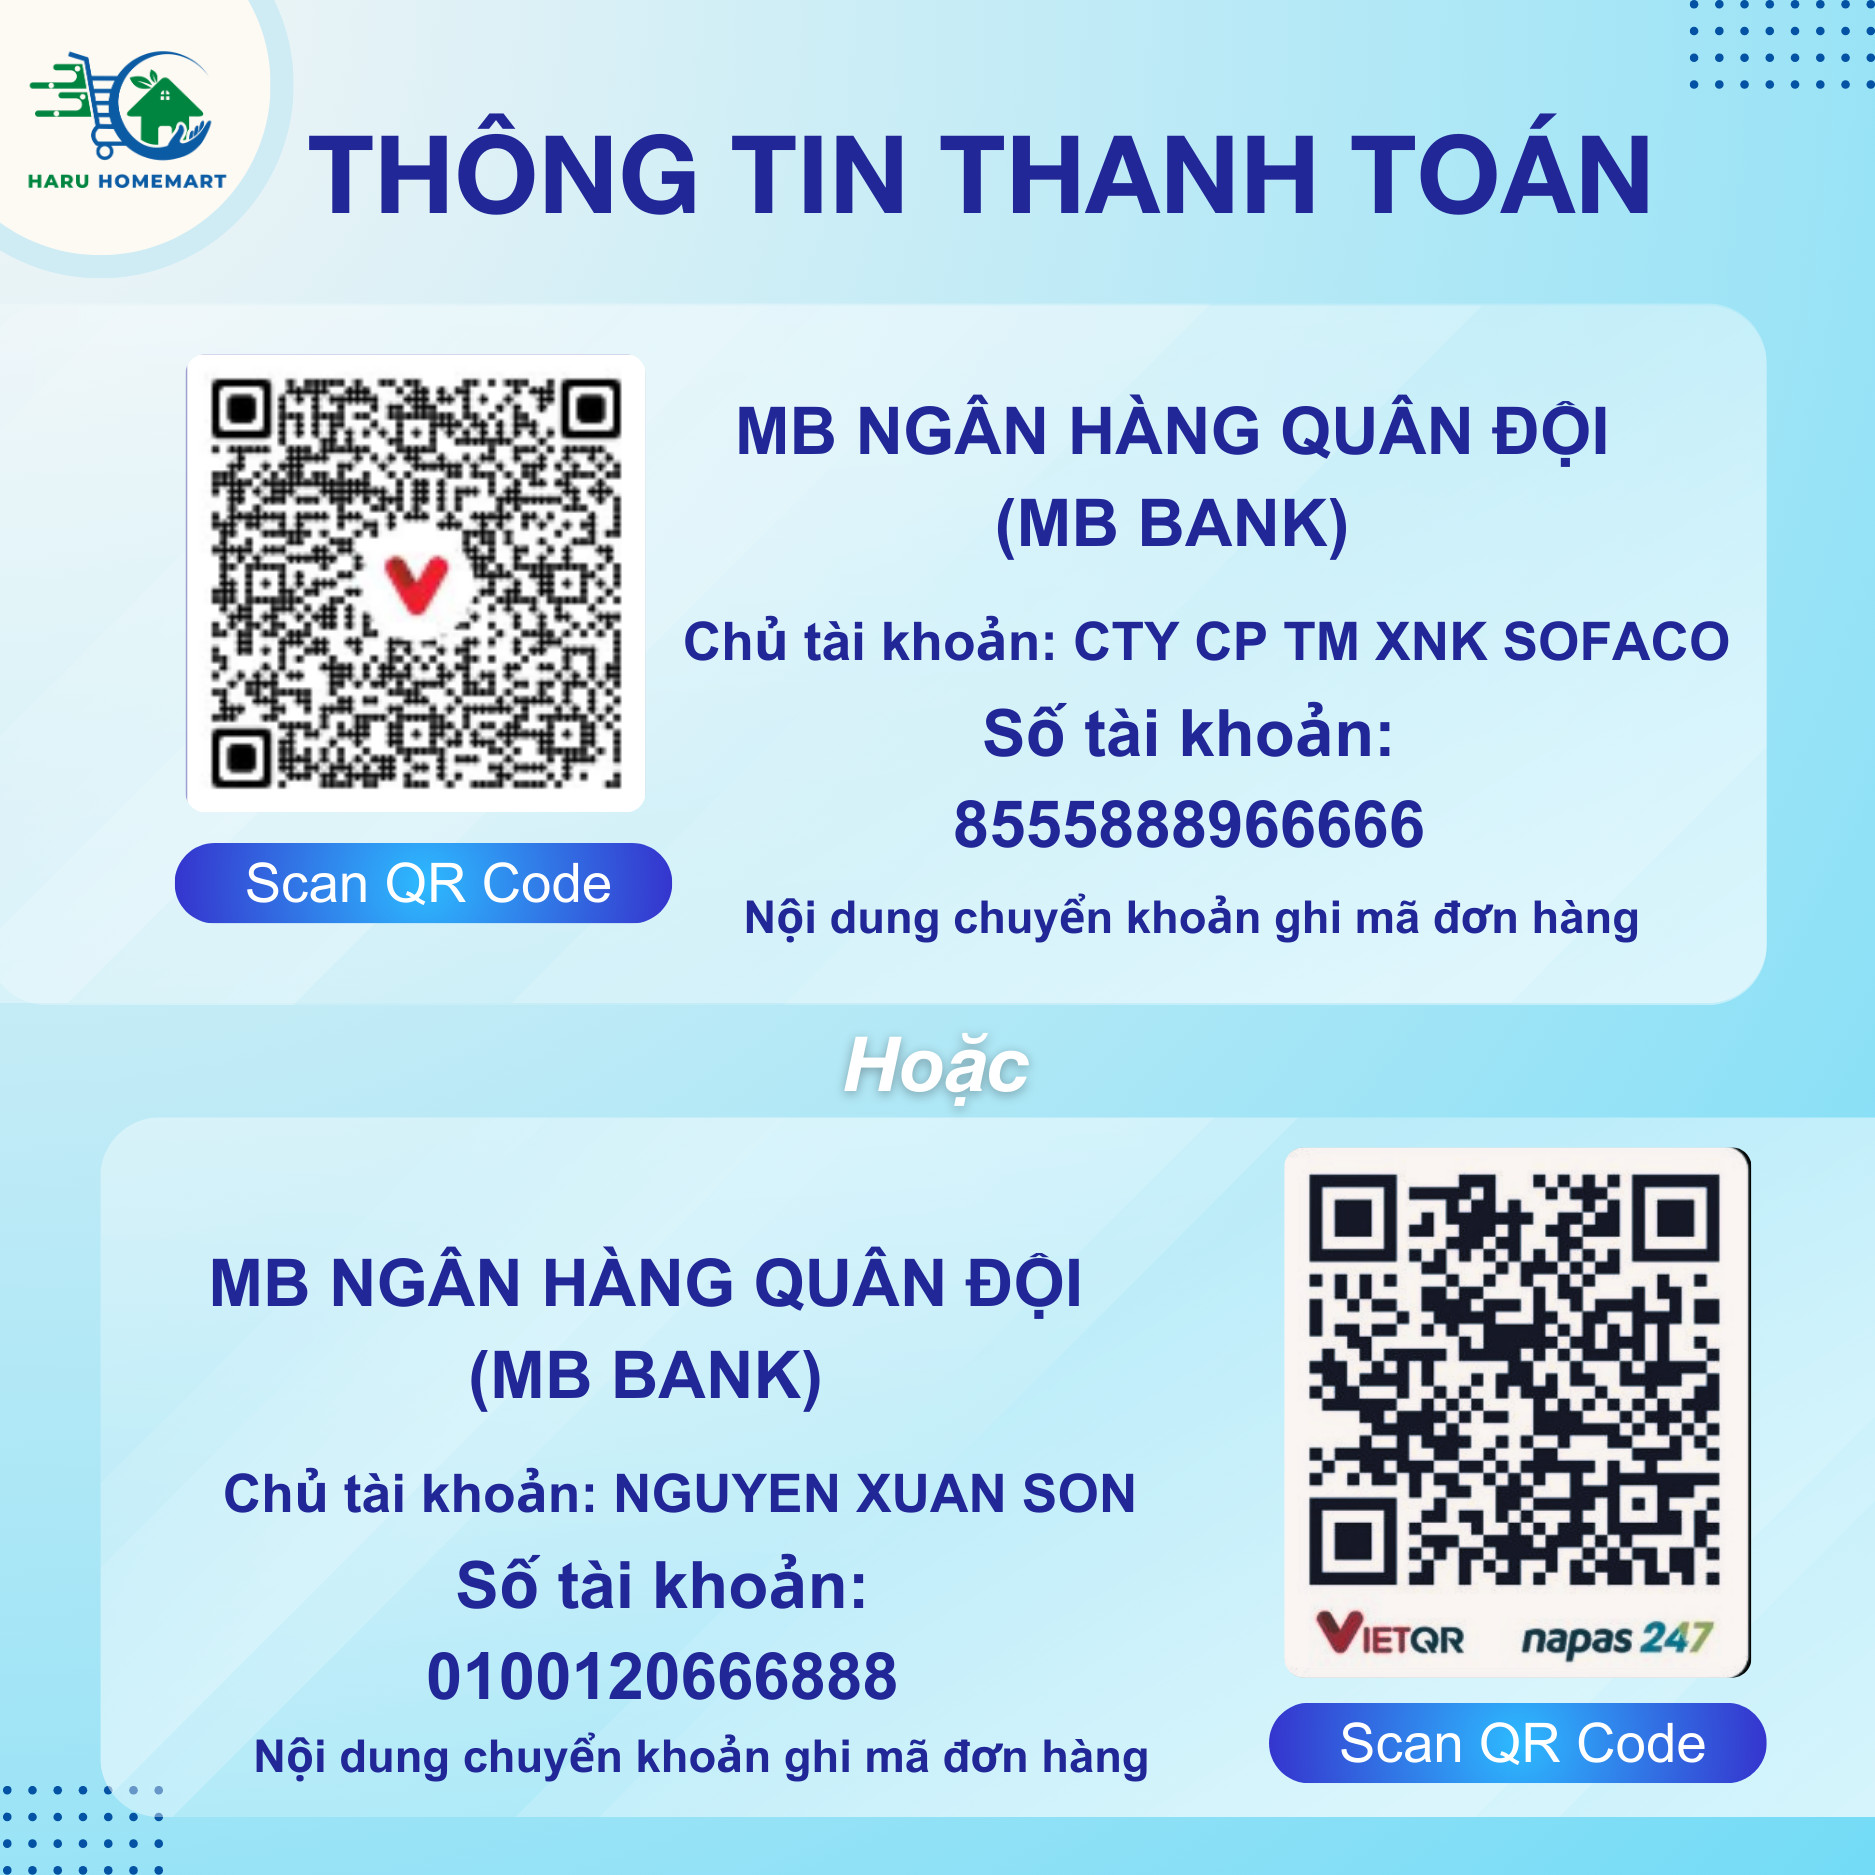 HARU HOMEMART
THÔNG TIN THANH TOÁN
MB NGÂN HÀNG QUÂN ĐỘI
(MB BANK)
Chủ tài khoản: CTY CP TM XNK SOFACO
Số tài khoản:
8555888966666
Nội dung chuyển khoản ghi mã đơn hàng
Scan QR Code
Hoặc
MB NGÂN HÀNG QUÂN ĐỘI
(MB BANK)
Chủ tài khoản: NGUYEN XUAN SON
Số tài khoản:
0100120666888
Nội dung chuyển khoản ghi mã đơn hàng
VIETQR napas 247
Scan QR Code